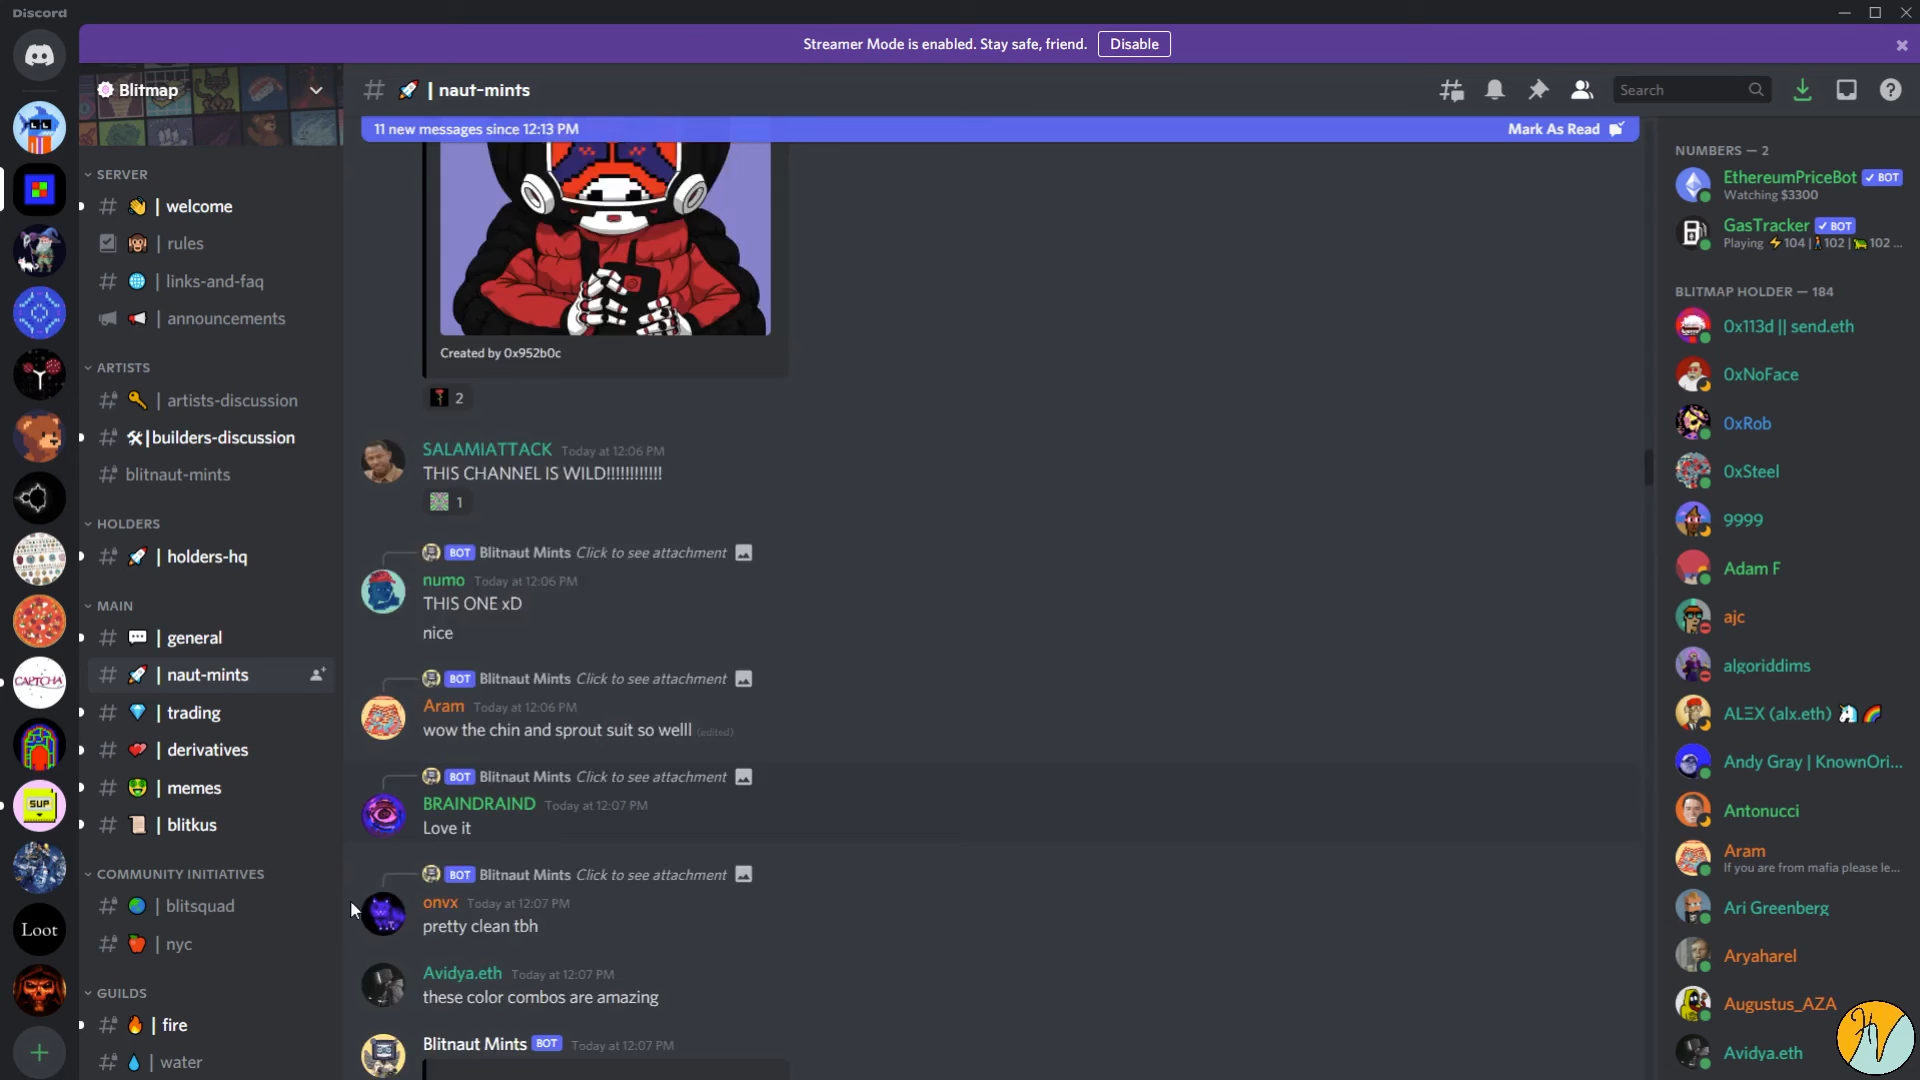 Discord
Streamer Mode is enabled. Stay safe, friend. Disable
Blitmap
SERVER
welcome
rules
links-and-faq
announcements
ARTISTS
artists-discussion
builders-discussion
blitnaut-mints
HOLDERS
holders-hq
MAIN
general
naut-mints
trading
derivatives
memes
blitkus
COMMUNITY INITIATIVES
blitsquad
nyc
GUILDS
fire
water
CAPTCHA
SUP
Loot
| naut-mints
Search
11 new messages since 12:13 PM
Mark As Read
Created by 0x952b0c
2
SALAMIATTACK Today at 12:06 PM
THIS CHANNEL IS WILD!!!!!!!!!!!!
1
BOT Blitnaut Mints Click to see attachment
numo Today at 12:06 PM
THIS ONE xD
nice
BOT Blitnaut Mints Click to see attachment
Aram Today at 12:06 PM
wow the chin and sprout suit so welll (edited)
BOT Blitnaut Mints Click to see attachment
BRAINDRAIND Today at 12:07 PM
Love it
BOT Blitnaut Mints Click to see attachment
onvx Today at 12:07 PM
pretty clean tbh
Avidya.eth Today at 12:07 PM
these color combos are amazing
Blitnaut Mints BOT Today at 12:07 PM
NUMBERS — 2
EthereumPriceBot ✓ BOT
Watching $3300
GasTracker ✓ BOT
Playing ⚡104 |🚶102 |🐢102 ...
BLITMAP HOLDER — 184
0x113d || send.eth
0xNoFace
0xRob
0xSteel
9999
Adam F
ajc
algoriddims
ALΞX (alx.eth) 🦄 🌈
Andy Gray | KnownOri...
Antonucci
Aram
If you are from mafia please le...
Ari Greenberg
Aryaharel
Augustus_AZA
Avidya.eth